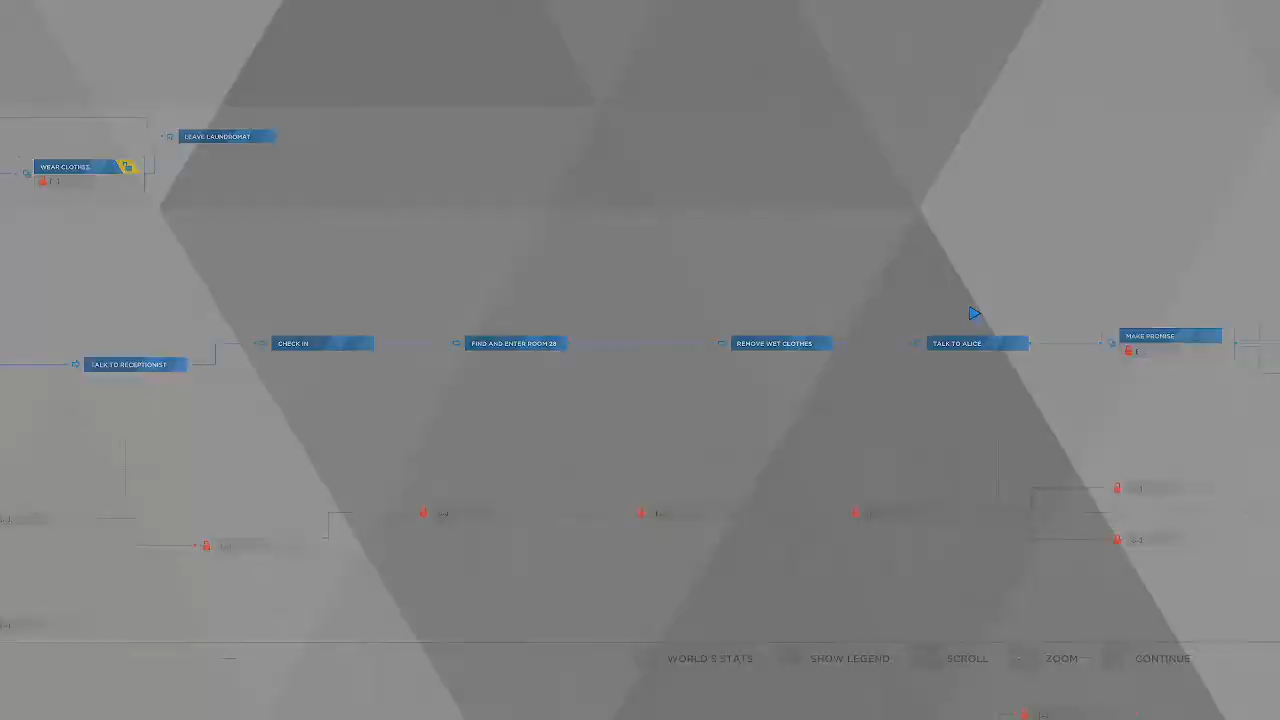 LEAVE LAUNDROMAT
WEAR CLOTHES
CHECK IN
FIND AND ENTER ROOM 28
REMOVE WET CLOTHES
TALK TO ALICE
MAKE PROMISE
TALK TO RECEPTIONIST
WORLD'S STATS
SHOW LEGEND
SCROLL
ZOOM
CONTINUE